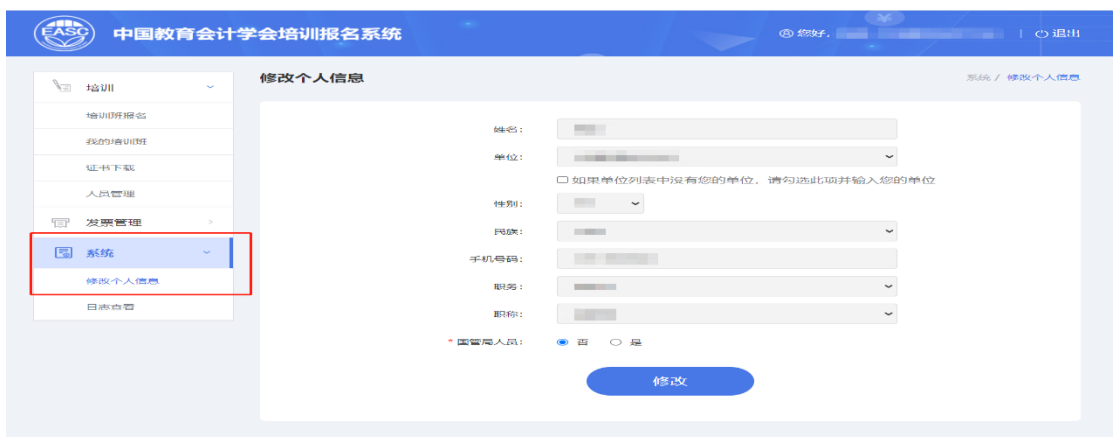 EASC 中国教育会计学会培训报名系统
您好, | 退出
培训
培训班报名
我的培训班
证书下载
人员管理
发票管理
系统
修改个人信息
日志查看
修改个人信息
系统 / 修改个人信息
姓名:
单位:
如果单位列表中没有您的单位, 请勾选此项并输入您的单位
性别:
民族:
手机号码:
职务:
职称:
* 国管局人员: 否 是
修改